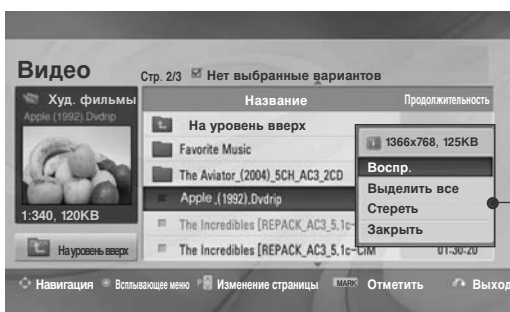 Видео
Стр. 2/3 Нет выбранные вариантов
Худ. фильмы
Apple.(1992).Dvdrip
1:340, 120KB
На уровень вверх
Название Продолжительность
На уровень вверх
Favorite Music
The Aviator_(2004)_5CH_AC3_2CD
Apple ,(1992).Dvdrip
The Incredibles [REPACK_AC3_5,1c-
The Incredibles [REPACK_AC3_5,1c-CiM 01:30:20
1366x768, 125KB
Воспр.
Выделить все
Стереть
Закрыть
Навигация Всплывающее меню Изменение страницы MARK Отметить Выход